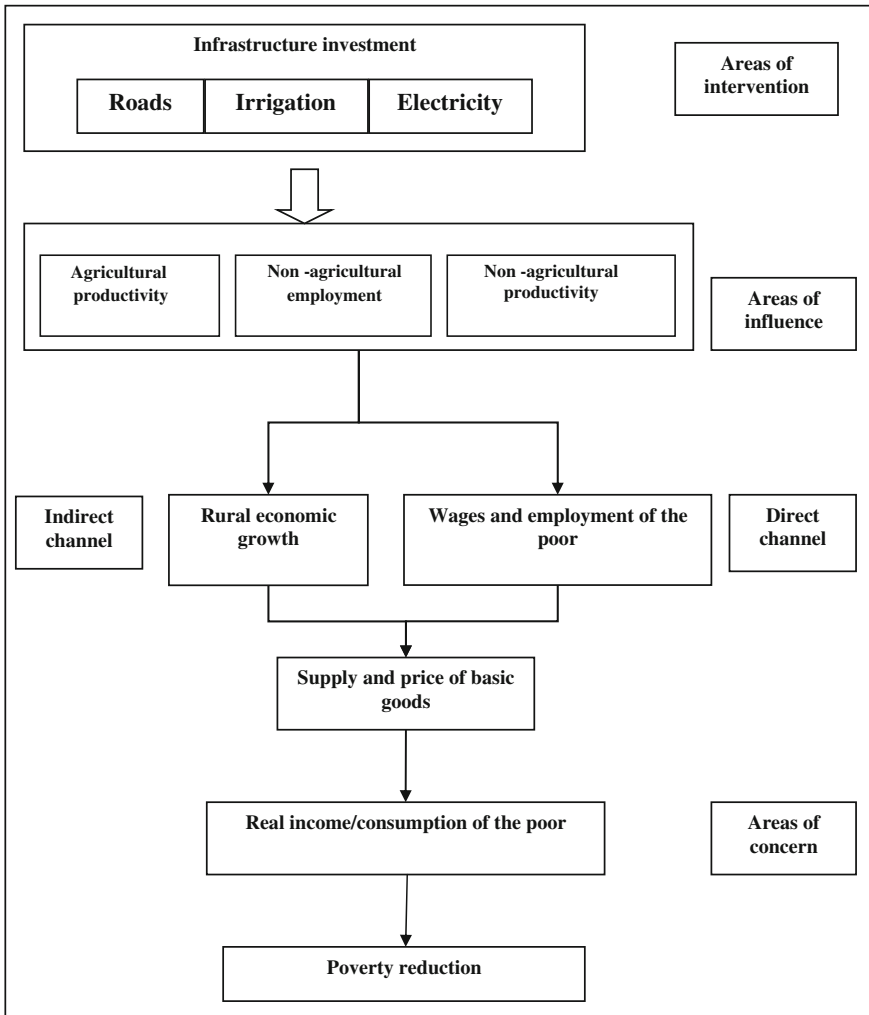 Infrastructure investment
Roads
Irrigation
Electricity
Areas of
intervention
Agricultural
productivity
Non -agricultural
employment
Non -agricultural
productivity
Areas of
influence
Indirect
channel
Rural economic
growth
Wages and employment of the
poor
Direct
channel
Supply and price of basic
goods
Real income/consumption of the poor
Areas of
concern
Poverty reduction